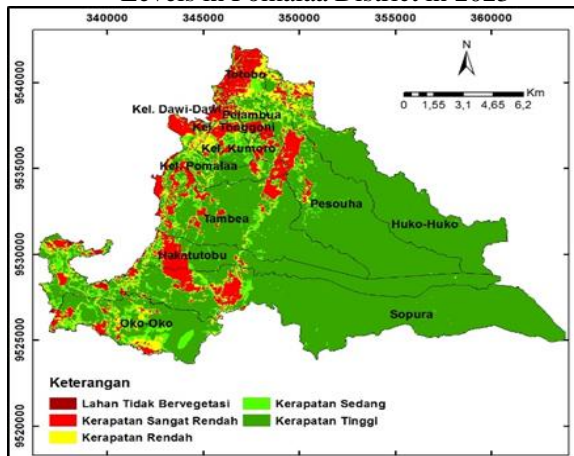 Levels in Pomalaa District in 2023
340000 345000 350000 355000 360000
N
Km
0 1,55 3,1 4,65 6,2
9540000
9535000
9530000
9525000
9520000
Totobo
Kel. Dawi-Dawi
Pelambua
Kel. Tonggoni
Kel. Kumoro
Kel. Pomalaa
Pesouha
Tambea
Huko-Huko
Hakatutobu
Sopura
Oko-Oko
Keterangan
Lahan Tidak Bervegetasi
Kerapatan Sangat Rendah
Kerapatan Rendah
Kerapatan Sedang
Kerapatan Tinggi